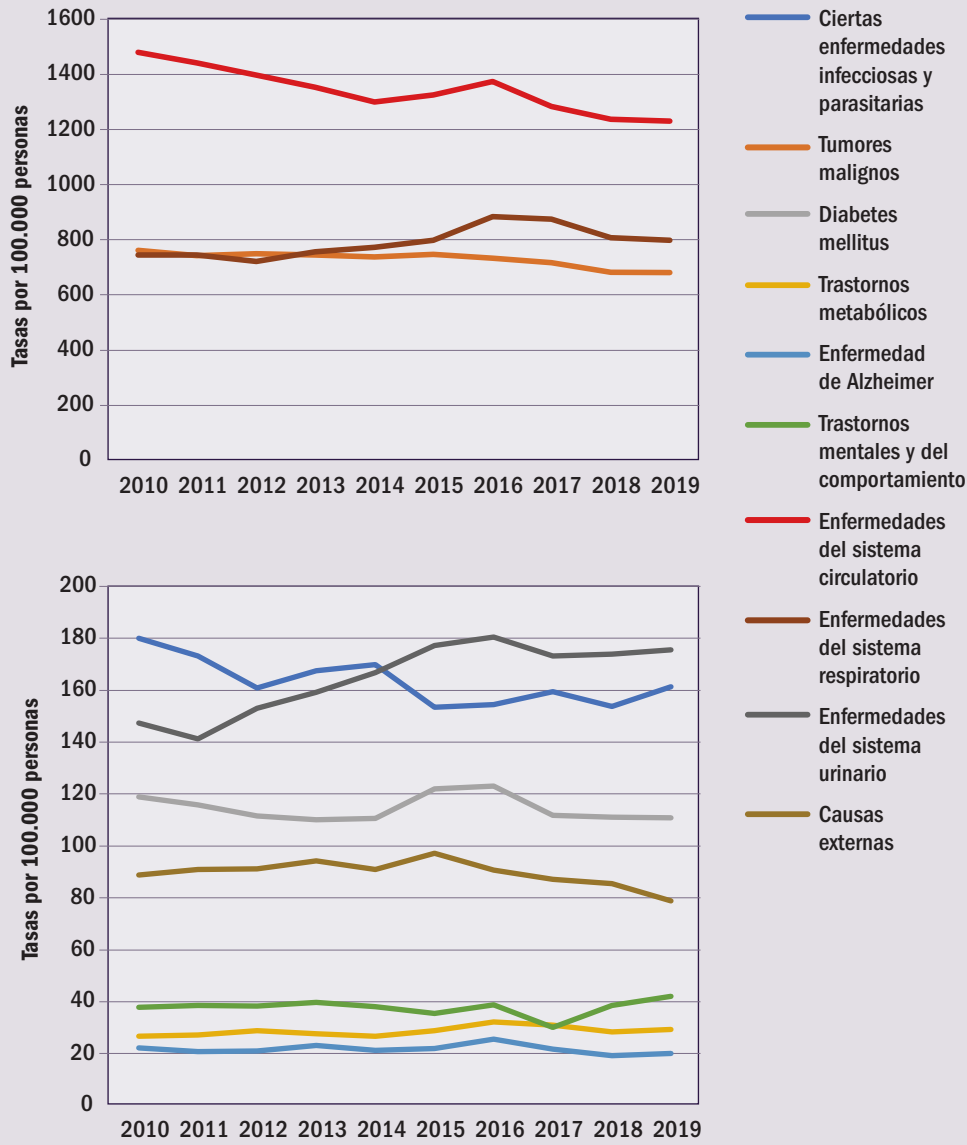 1600
1400
1200
1000
800
600
400
200
0
Tasas por 100.000 personas
2010 2011 2012 2013 2014 2015 2016 2017 2018 2019
200
180
160
140
120
100
80
60
40
20
0
Tasas por 100.000 personas
2010 2011 2012 2013 2014 2015 2016 2017 2018 2019
Ciertas
enfermedades
infecciosas y
parasitarias
Tumores
malignos
Diabetes
mellitus
Trastornos
metabólicos
Enfermedad
de Alzheimer
Trastornos
mentales y del
comportamiento
Enfermedades
del sistema
circulatorio
Enfermedades
del sistema
respiratorio
Enfermedades
del sistema
urinario
Causas
externas